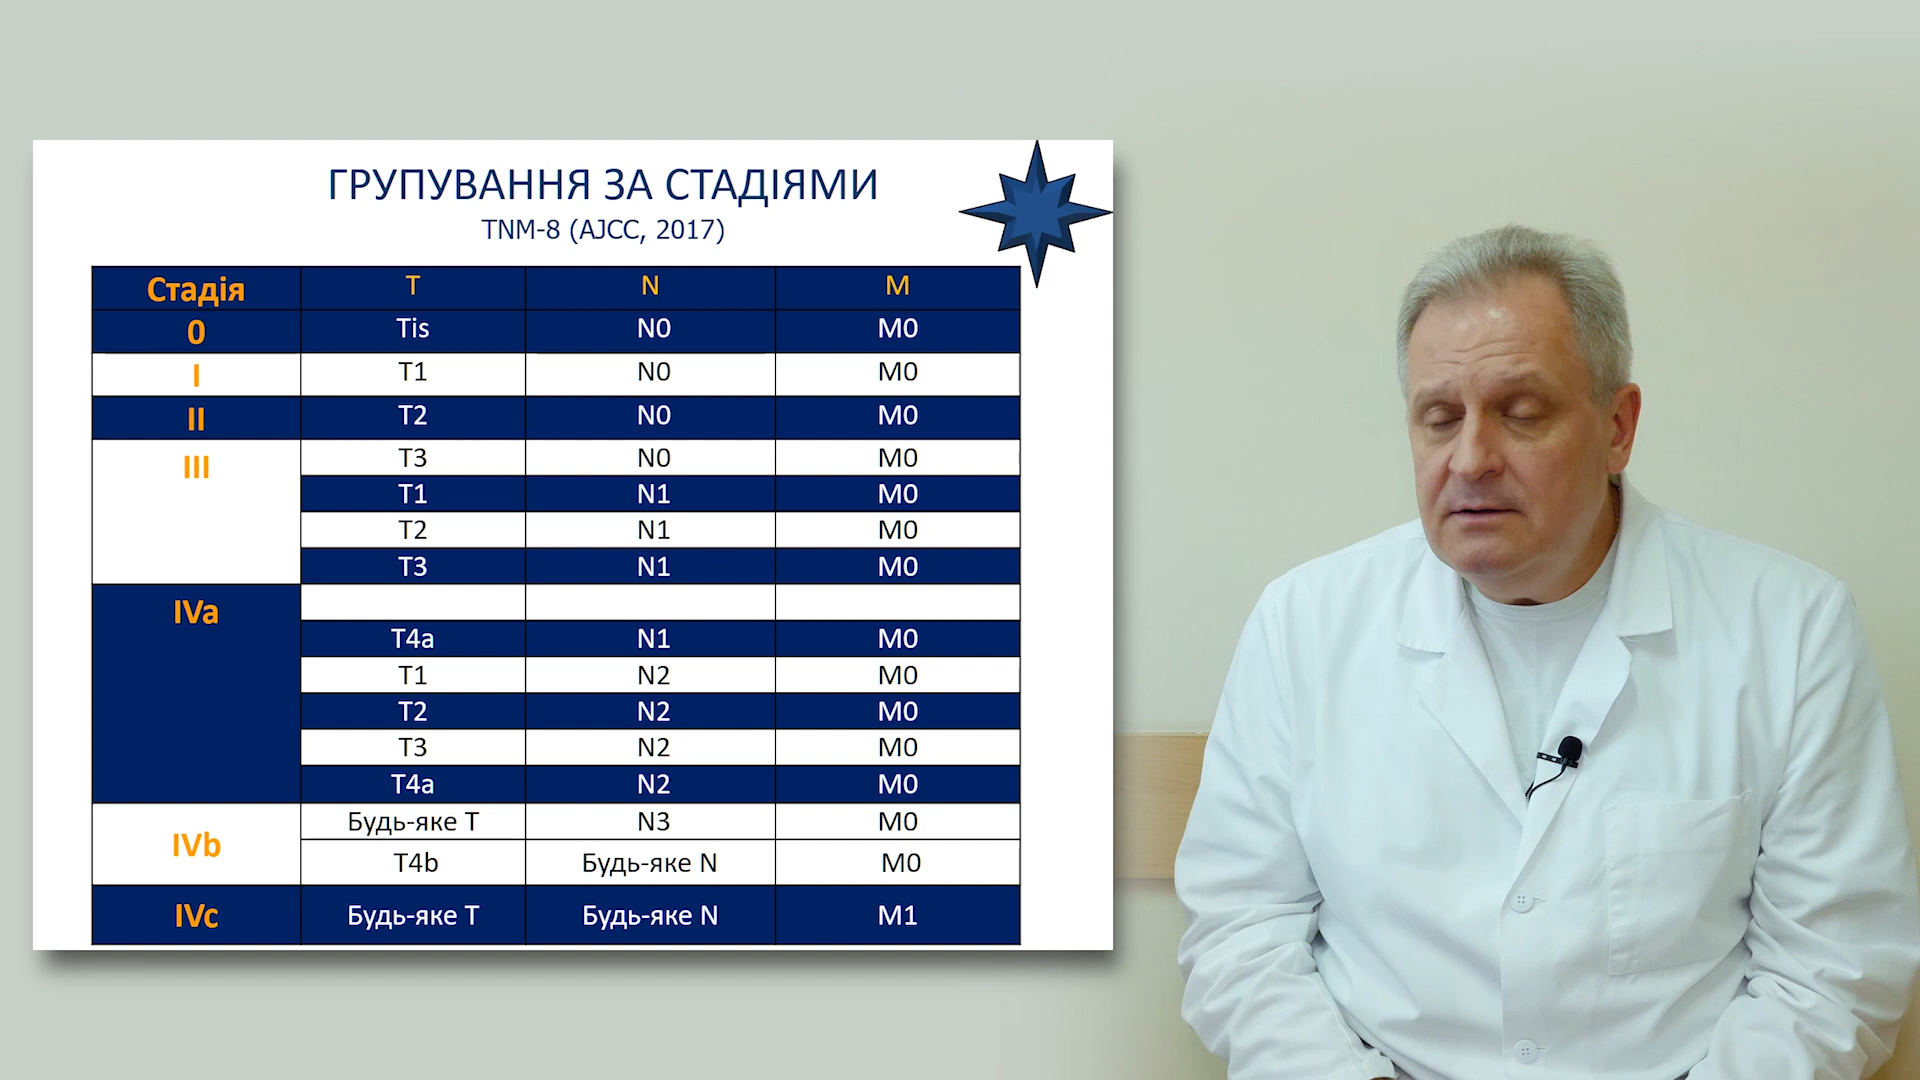 ГРУПУВАННЯ ЗА СТАДІЯМИ
TNM-8 (AJCC, 2017)
Стадія T N M
0 Tis N0 M0
I T1 N0 M0
II T2 N0 M0
III T3 N0 M0
T1 N1 M0
T2 N1 M0
T3 N1 M0
IVa
T4a N1 M0
T1 N2 M0
T2 N2 M0
T3 N2 M0
T4a N2 M0
IVb Будь-яке T N3 M0
T4b Будь-яке N M0
IVc Будь-яке T Будь-яке N M1